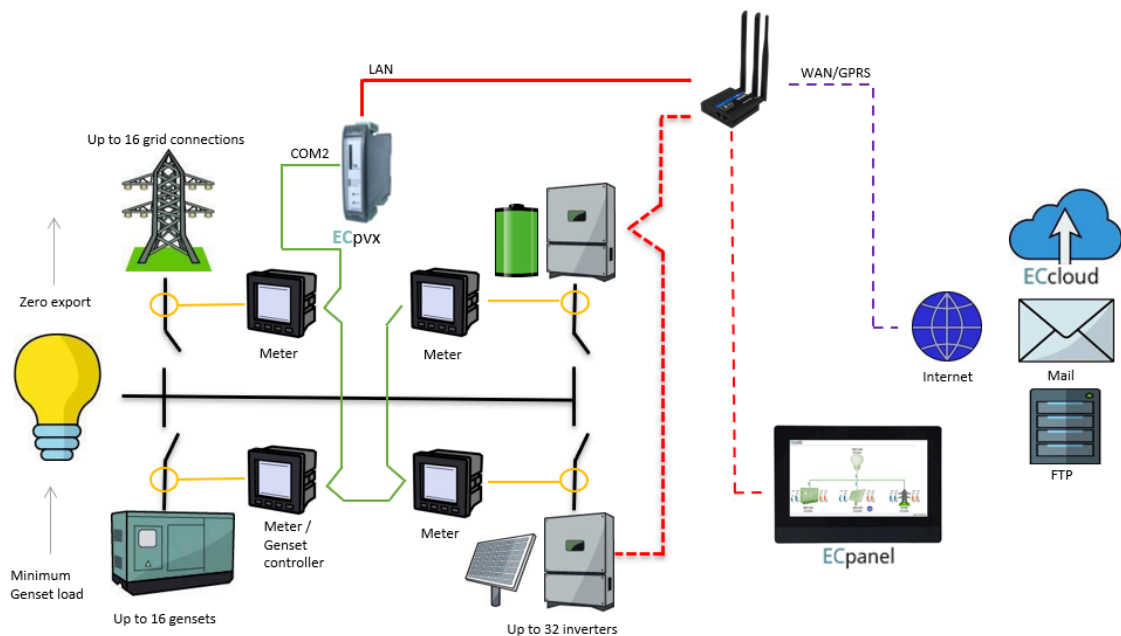 LAN
WAN/GPRS
Up to 16 grid connections
COM2
ECpvx
ECcloud
Zero export
Meter
Meter
Internet
Mail
FTP
Meter /
Genset
controller
Meter
ECpanel
Minimum
Genset load
Up to 16 gensets
Up to 32 inverters